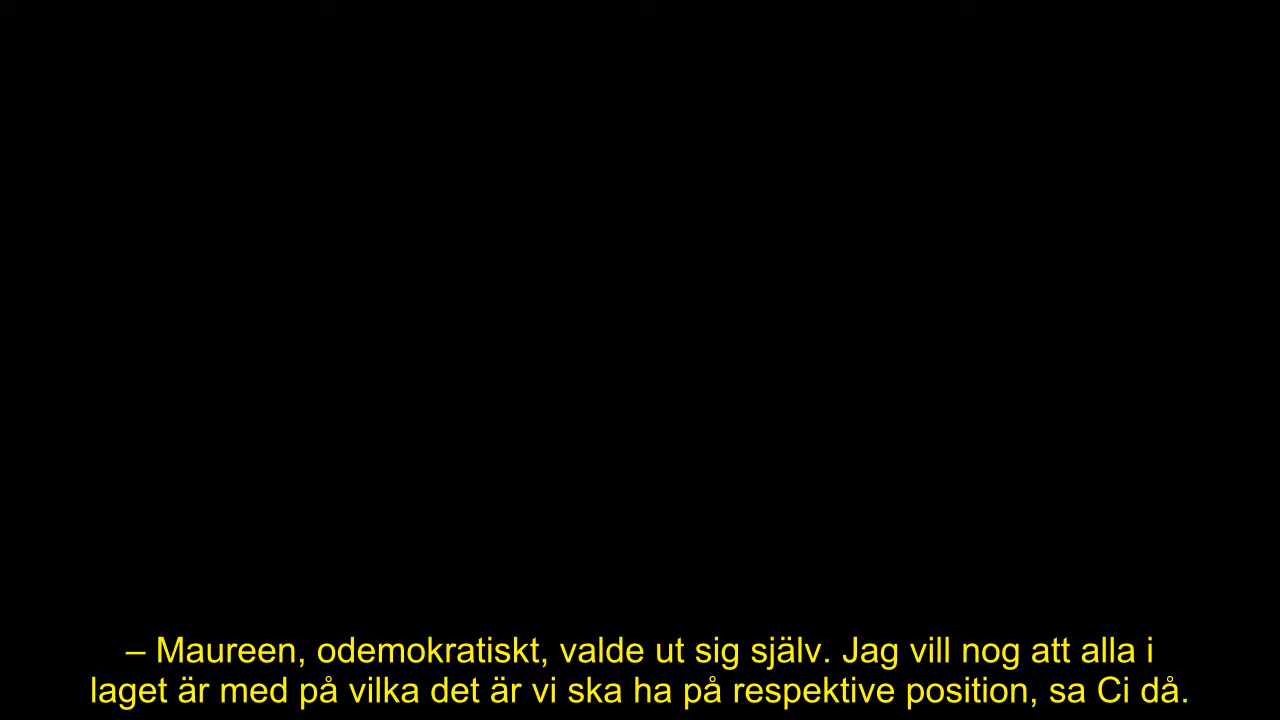 – Maureen, odemokratiskt, valde ut sig själv. Jag vill nog att alla i
laget är med på vilka det är vi ska ha på respektive position, sa Ci då.